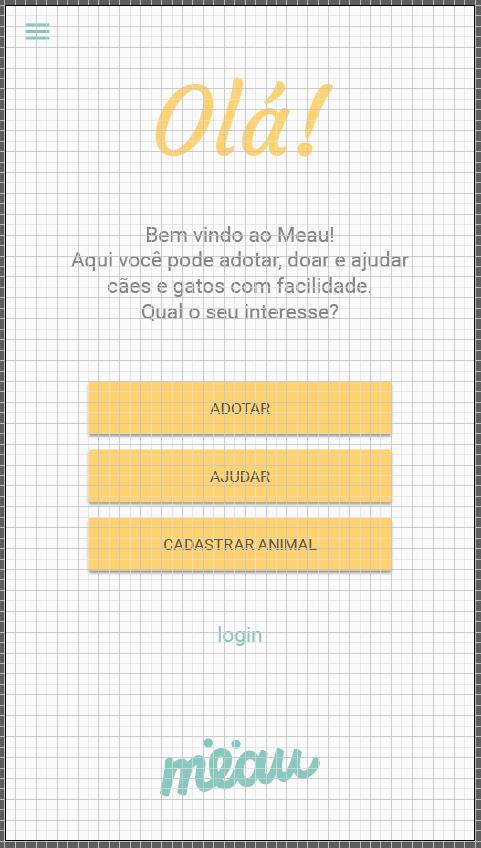 Olá!
Bem vindo ao Meau!
Aqui você pode adotar, doar e ajudar
cães e gatos com facilidade.
Qual o seu interesse?
ADOTAR
AJUDAR
CADASTRAR ANIMAL
login
meau